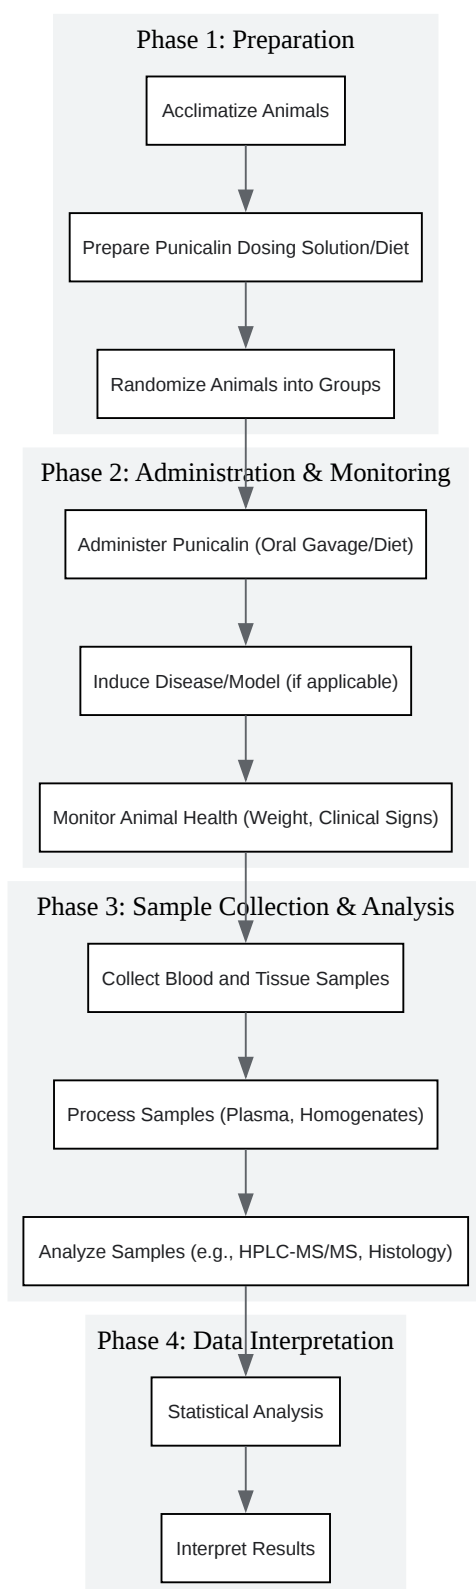 Phase 1: Preparation
Acclimatize Animals
Prepare Punicalin Dosing Solution/Diet
Randomize Animals into Groups
Phase 2: Administration & Monitoring
Administer Punicalin (Oral Gavage/Diet)
Induce Disease/Model (if applicable)
Monitor Animal Health (Weight, Clinical Signs)
Phase 3: Sample Collection & Analysis
Collect Blood and Tissue Samples
Process Samples (Plasma, Homogenates)
Analyze Samples (e.g., HPLC-MS/MS, Histology)
Phase 4: Data Interpretation
Statistical Analysis
Interpret Results